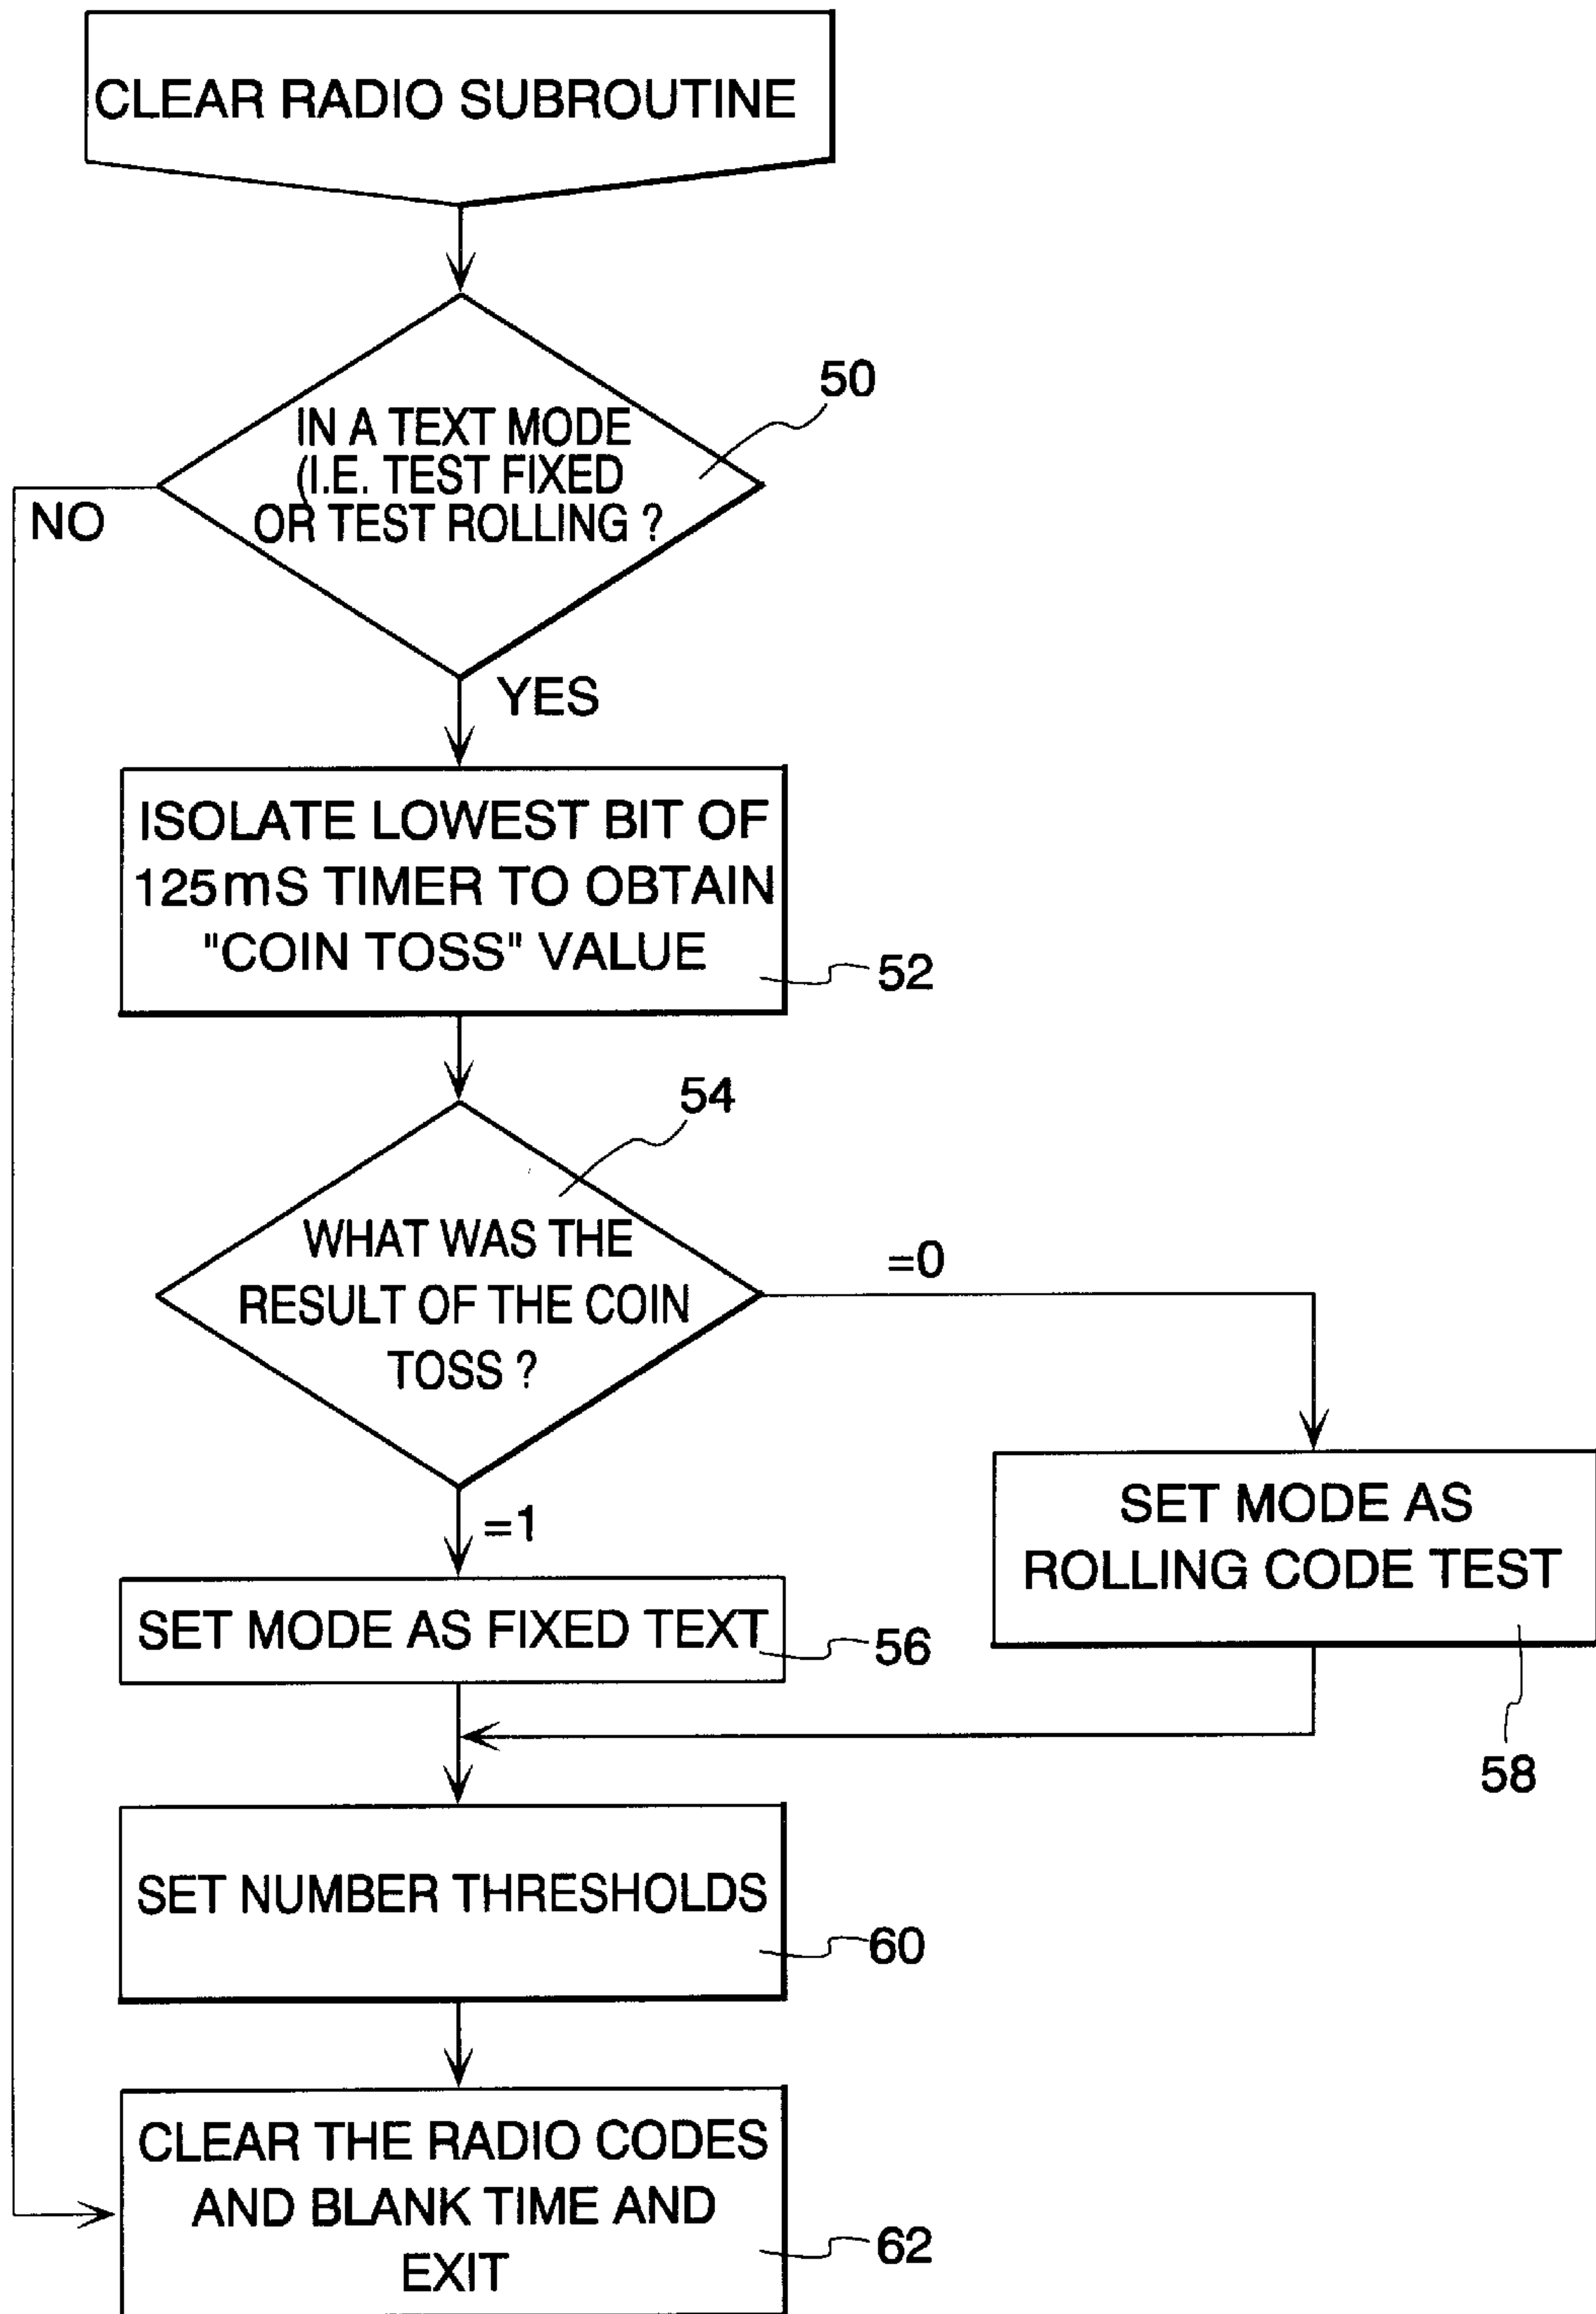 CLEAR RADIO SUBROUTINE
50
IN A TEXT MODE
(I.E. TEST FIXED
OR TEST ROLLING ?
NO
YES
ISOLATE LOWEST BIT OF
125mS TIMER TO OBTAIN
"COIN TOSS" VALUE
52
54
WHAT WAS THE
RESULT OF THE COIN
TOSS ?
=0
=1
SET MODE AS
ROLLING CODE TEST
SET MODE AS FIXED TEXT
56
58
SET NUMBER THRESHOLDS
60
CLEAR THE RADIO CODES
AND BLANK TIME AND
EXIT
62